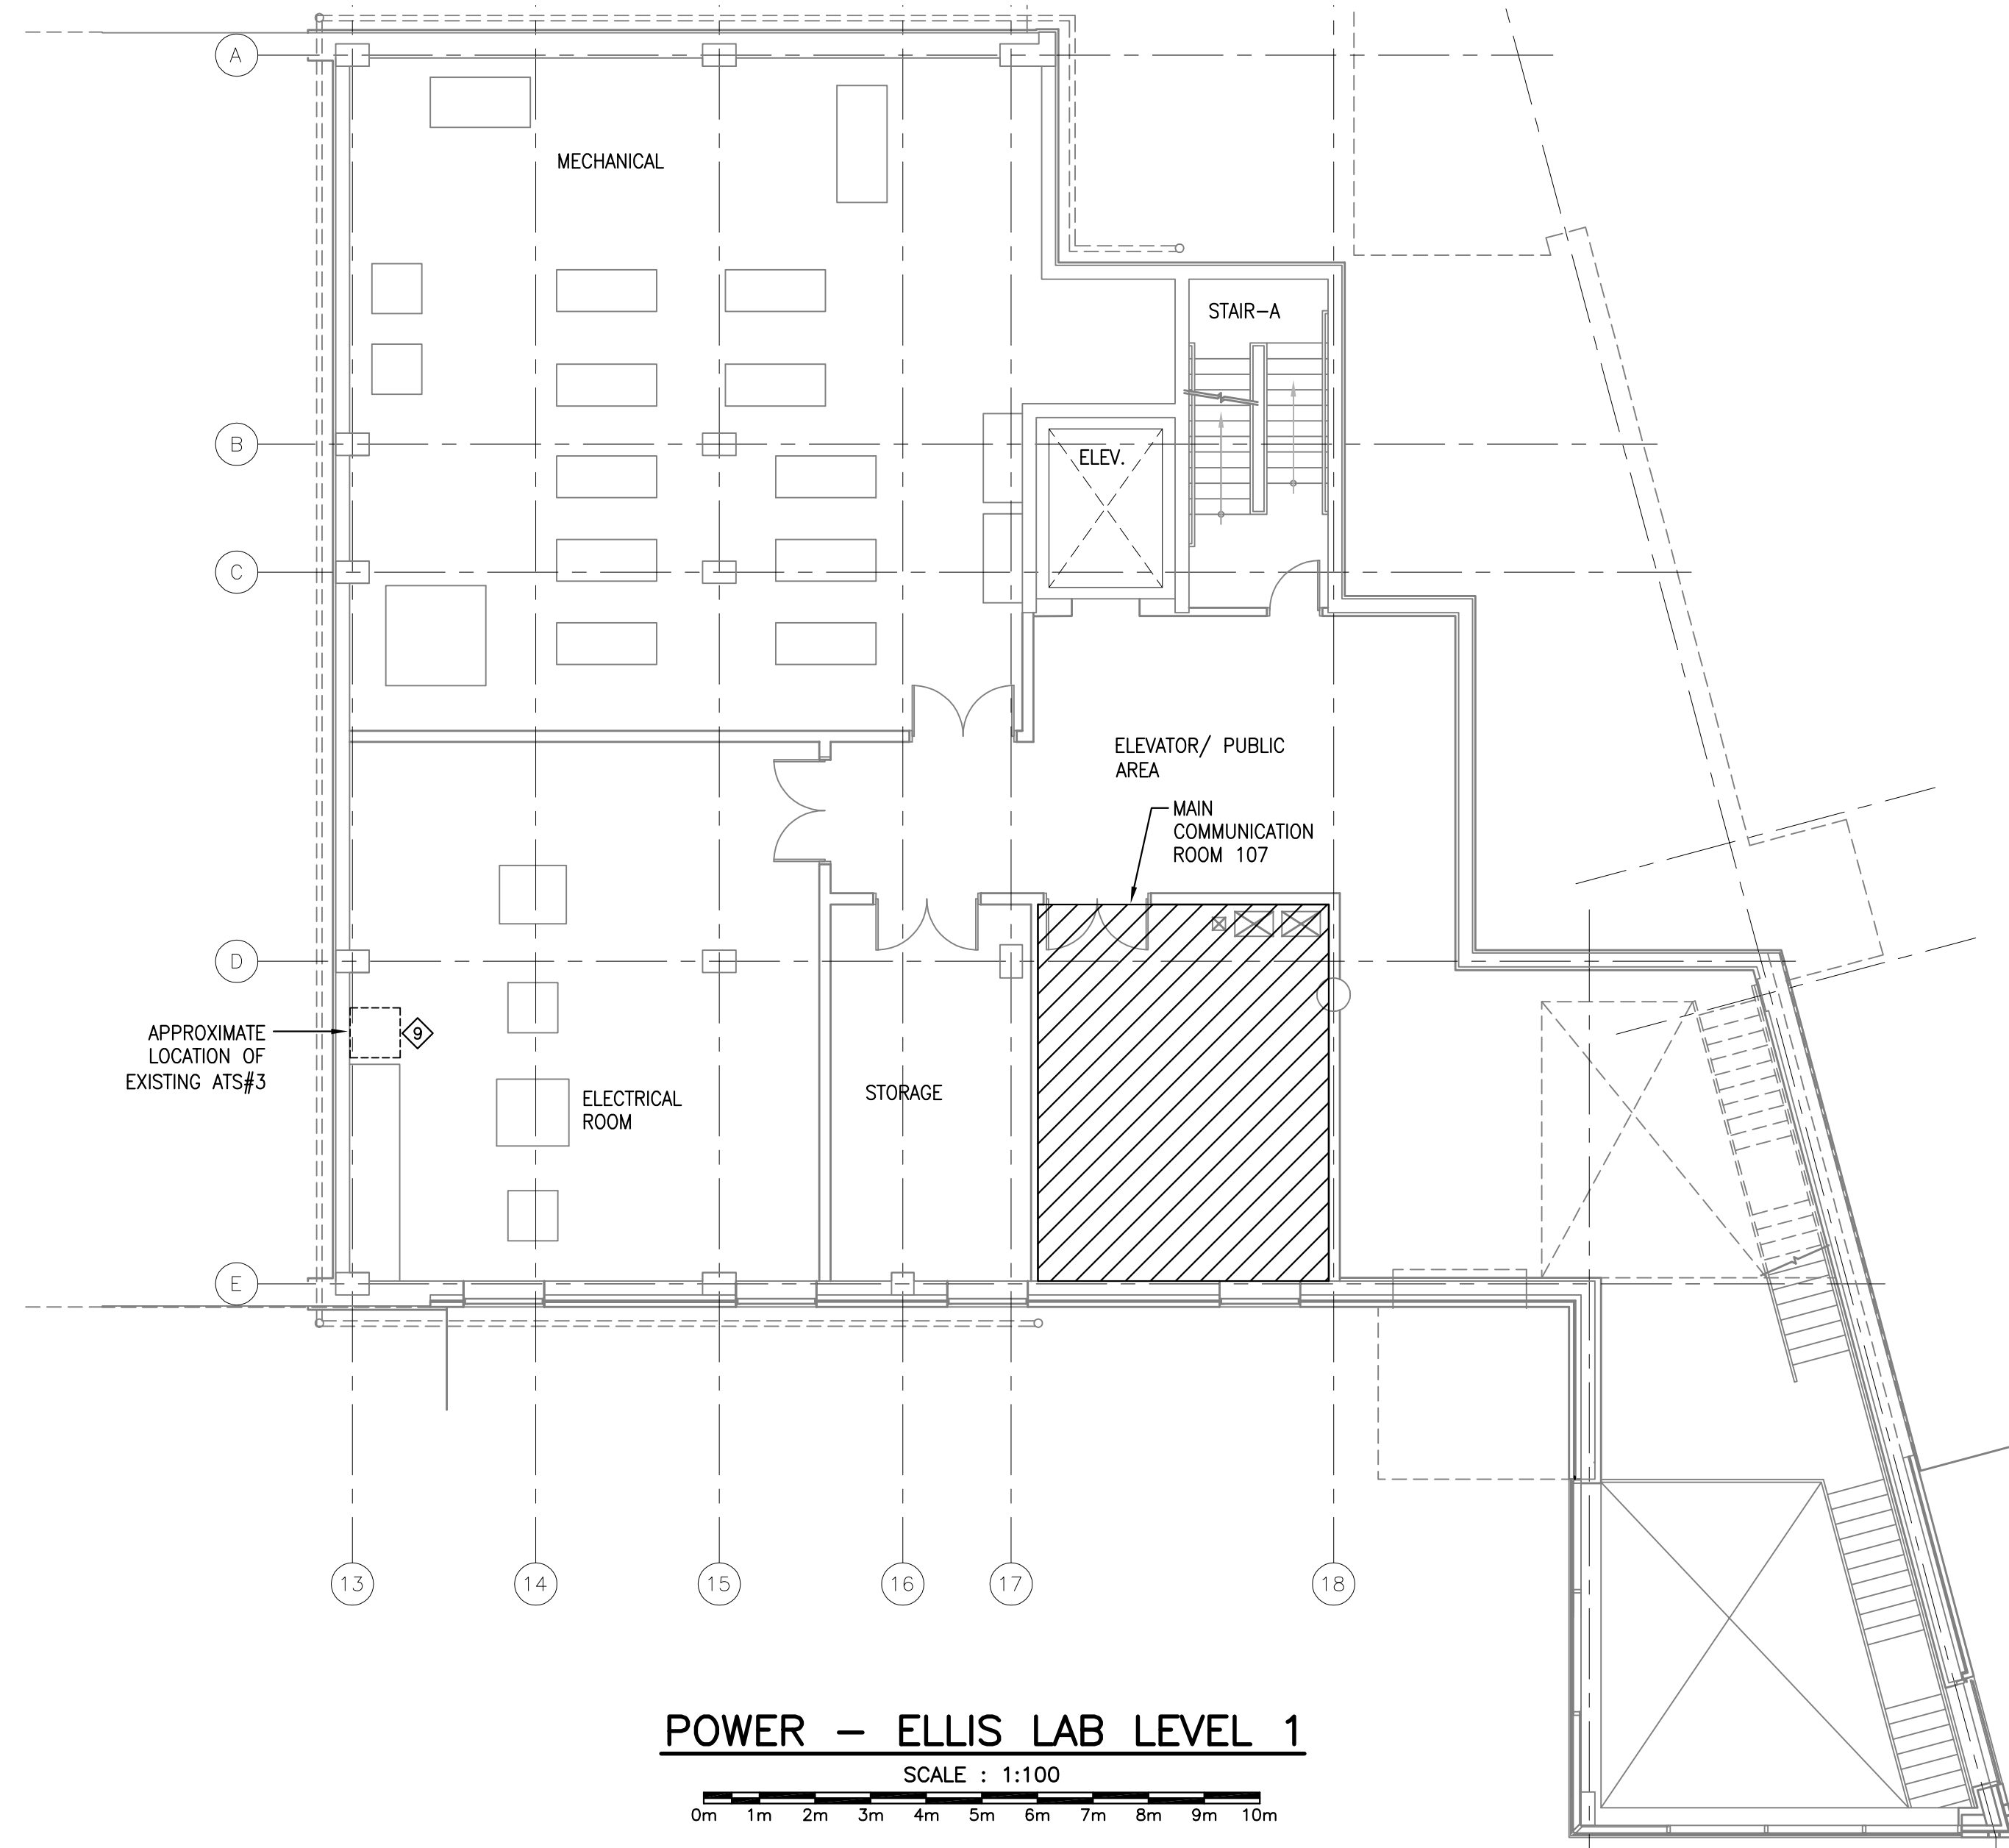 A
MECHANICAL
STAIR-A
B
ELEV.
C
ELEVATOR/ PUBLIC
AREA
MAIN
COMMUNICATION
ROOM 107
D
APPROXIMATE
LOCATION OF
EXISTING ATS#3
9
ELECTRICAL
ROOM
STORAGE
E
13 14 15 16 17 18
POWER - ELLIS LAB LEVEL 1
SCALE : 1:100
0m 1m 2m 3m 4m 5m 6m 7m 8m 9m 10m